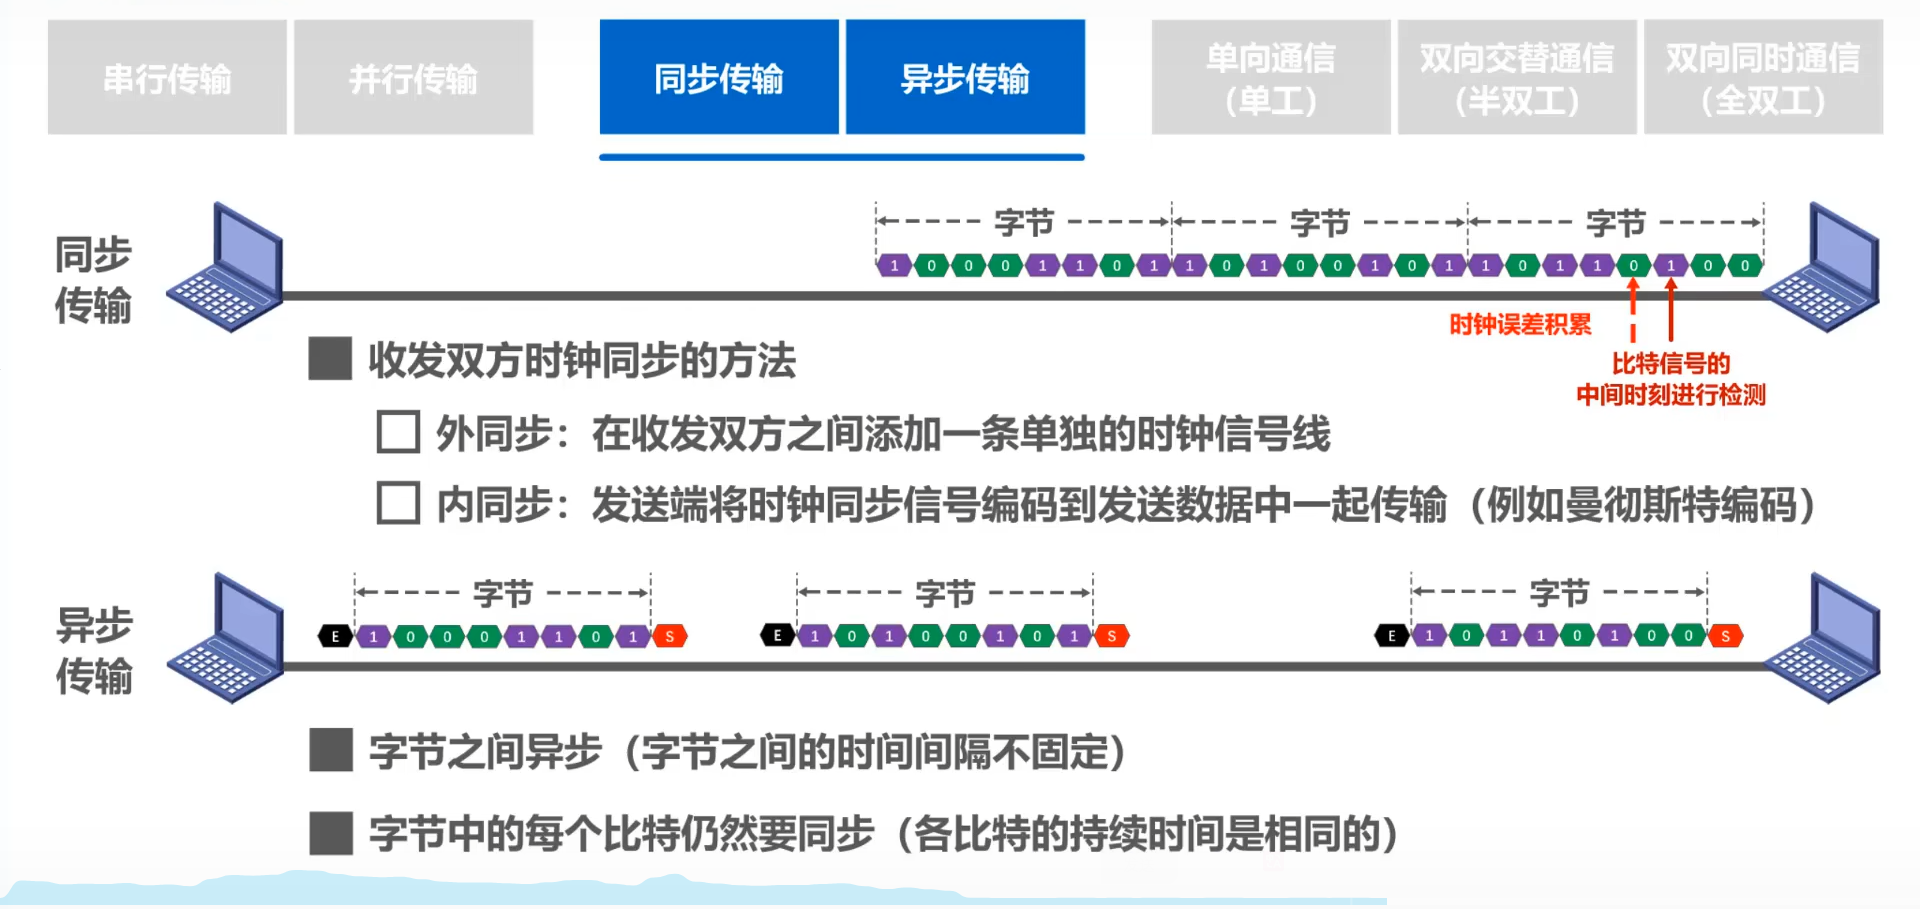 串行传输
并行传输
同步传输
异步传输
单向通信
（单工）
双向交替通信
（半双工）
双向同时通信
（全双工）
同步
传输
字节
字节
字节
1 0 0 0 1 1 0 1 1 0 1 0 0 1 0 1 1 0 1 1 0 1 0 0
时钟误差积累
比特信号的
中间时刻进行检测
收发双方时钟同步的方法
外同步：在收发双方之间添加一条单独的时钟信号线
内同步：发送端将时钟同步信号编码到发送数据中一起传输（例如曼彻斯特编码）
异步
传输
字节
字节
字节
E 1 0 0 0 1 1 0 1 S
E 1 0 1 0 0 1 0 1 S
E 1 0 1 1 0 1 0 0 S
字节之间异步（字节之间的时间间隔不固定）
字节中的每个比特仍然要同步（各比特的持续时间是相同的）